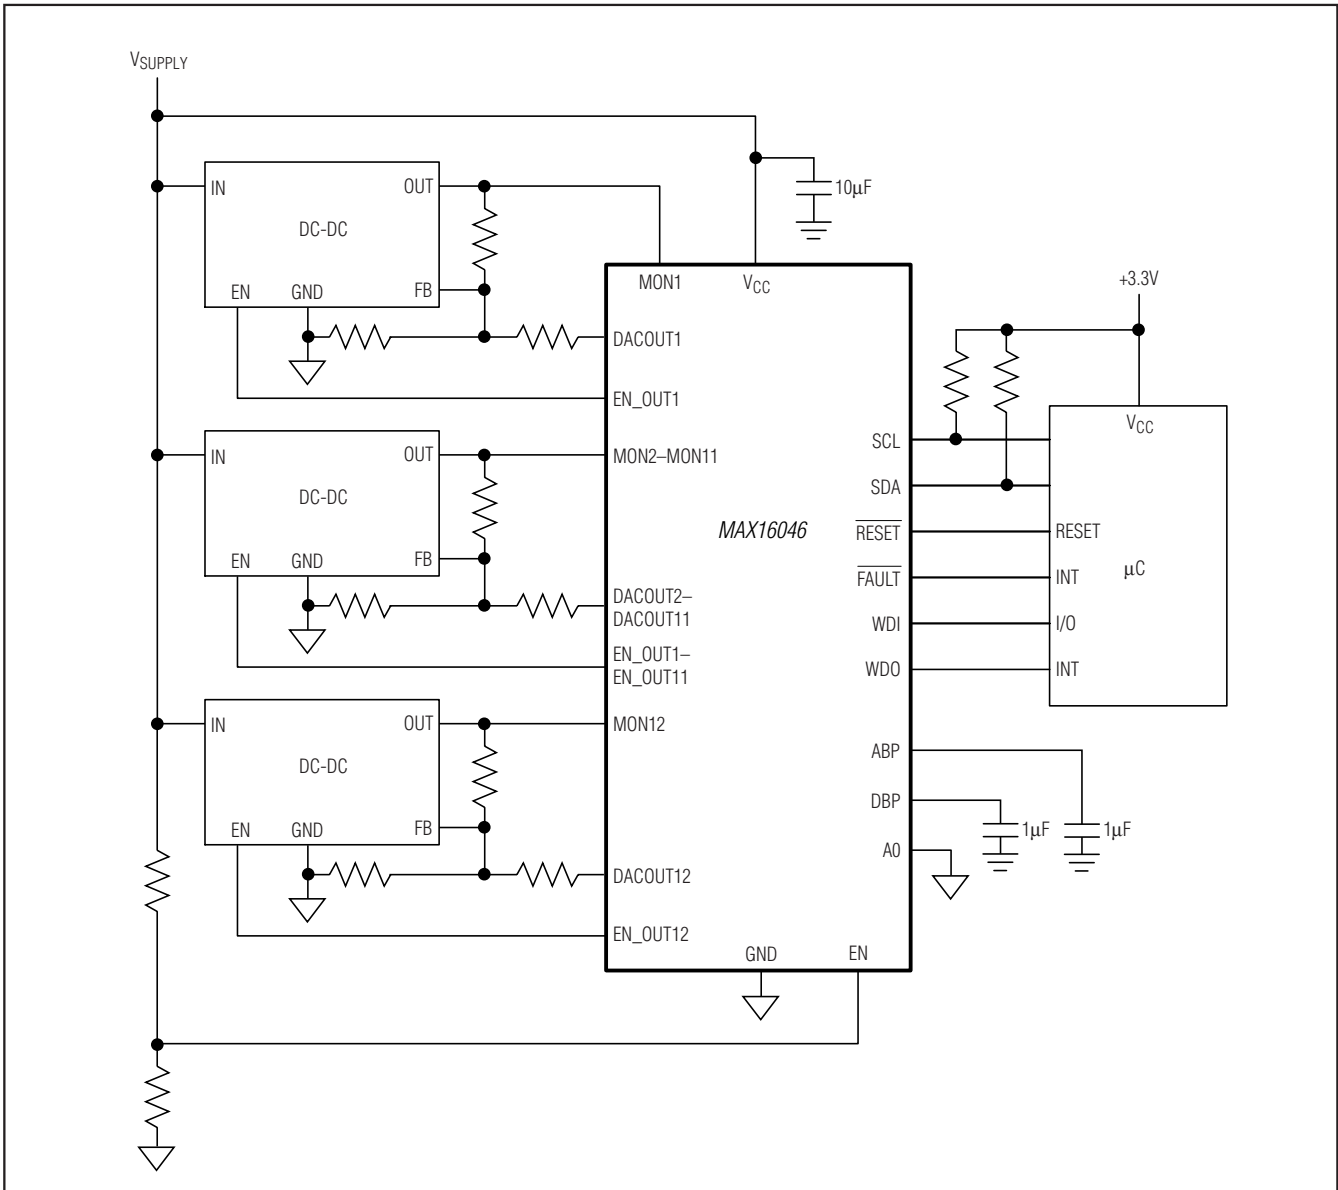 VSUPPLY
IN
OUT
DC-DC
EN
GND
FB
10μF
MON1
VCC
DACOUT1
EN_OUT1
+3.3V
IN
OUT
DC-DC
EN
GND
FB
MON2–MON11
DACOUT2–
DACOUT11
EN_OUT1–
EN_OUT11
MAX16046
SCL
SDA
RESET
FAULT
WDI
WDO
VCC
RESET
INT
μC
I/O
INT
IN
OUT
DC-DC
EN
GND
FB
MON12
DACOUT12
EN_OUT12
ABP
DBP
A0
1μF
1μF
GND
EN